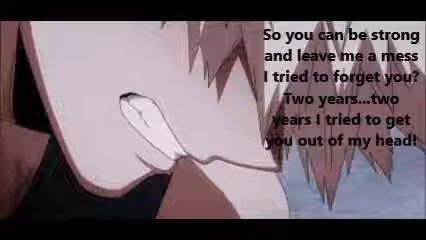 So you can be strong
and leave me a mess
I tried to forget you?
Two years...two
years I tried to get
you out of my head!